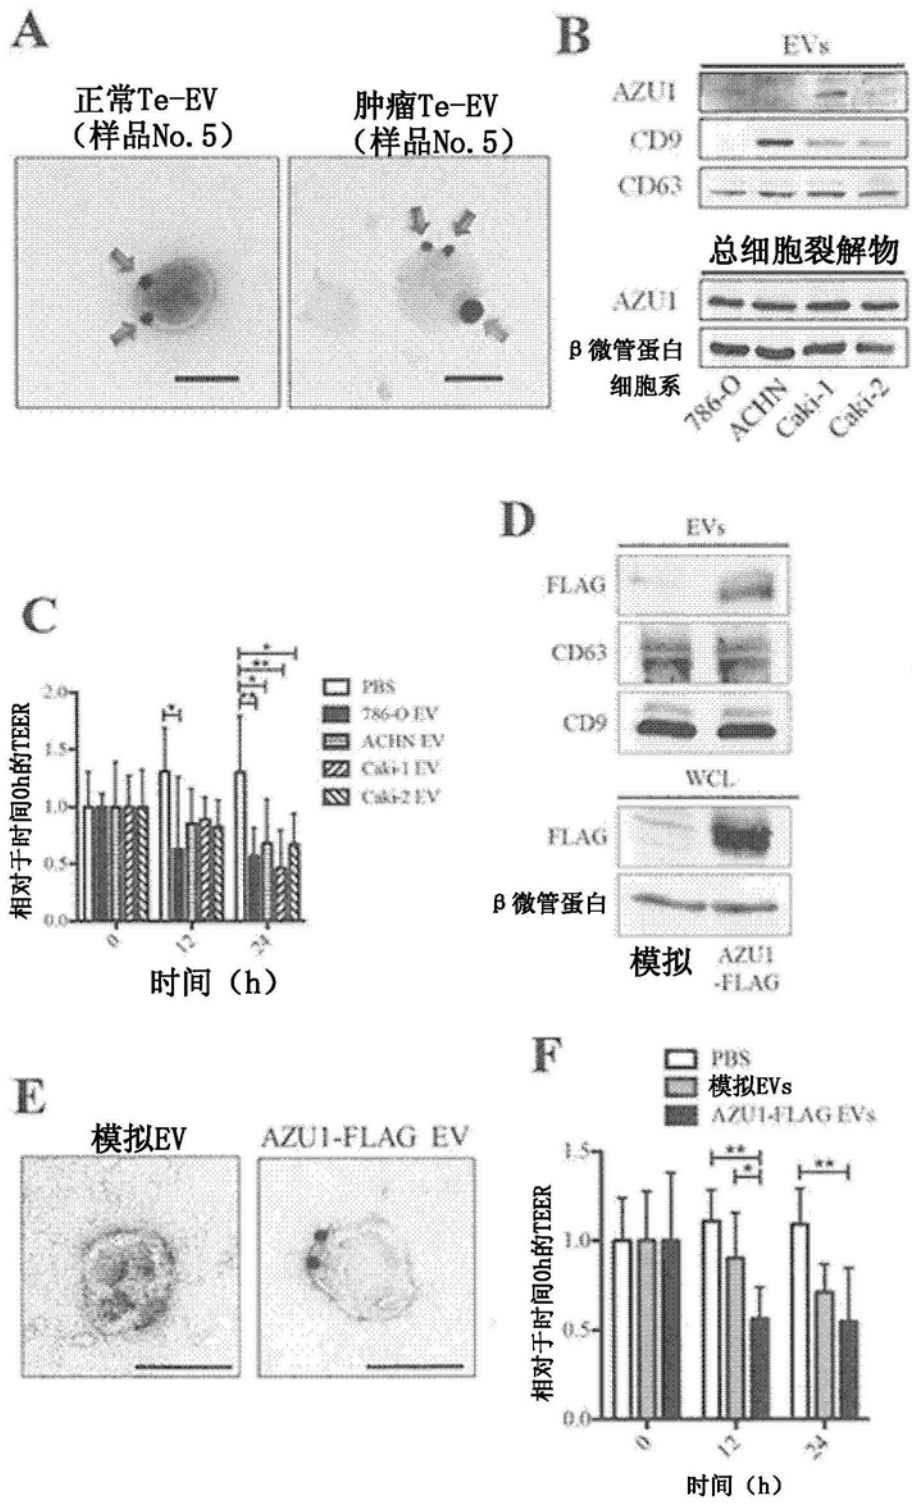 A
正常Te-EV
(样品No.5)
肿瘤Te-EV
(样品No.5)
B
EVs
AZU1
CD9
CD63
总细胞裂解物
AZU1
β微管蛋白
细胞系
786-O
ACHN
Caki-1
Caki-2
C
相对于时间0h的TEER
2.0
1.5
1.0
0.5
0.0
*
*
**
*
PBS
786-O EV
ACHN EV
Caki-1 EV
Caki-2 EV
0
12
24
时间（h）
D
EVs
FLAG
CD63
CD9
WCL
FLAG
β微管蛋白
模拟
AZU1
-FLAG
E
模拟EV
AZU1-FLAG EV
F
PBS
模拟EVs
AZU1-FLAG EVs
相对于时间0h的TEER
1.5
1.0
0.5
0.0
**
*
**
0
12
24
时间（h）